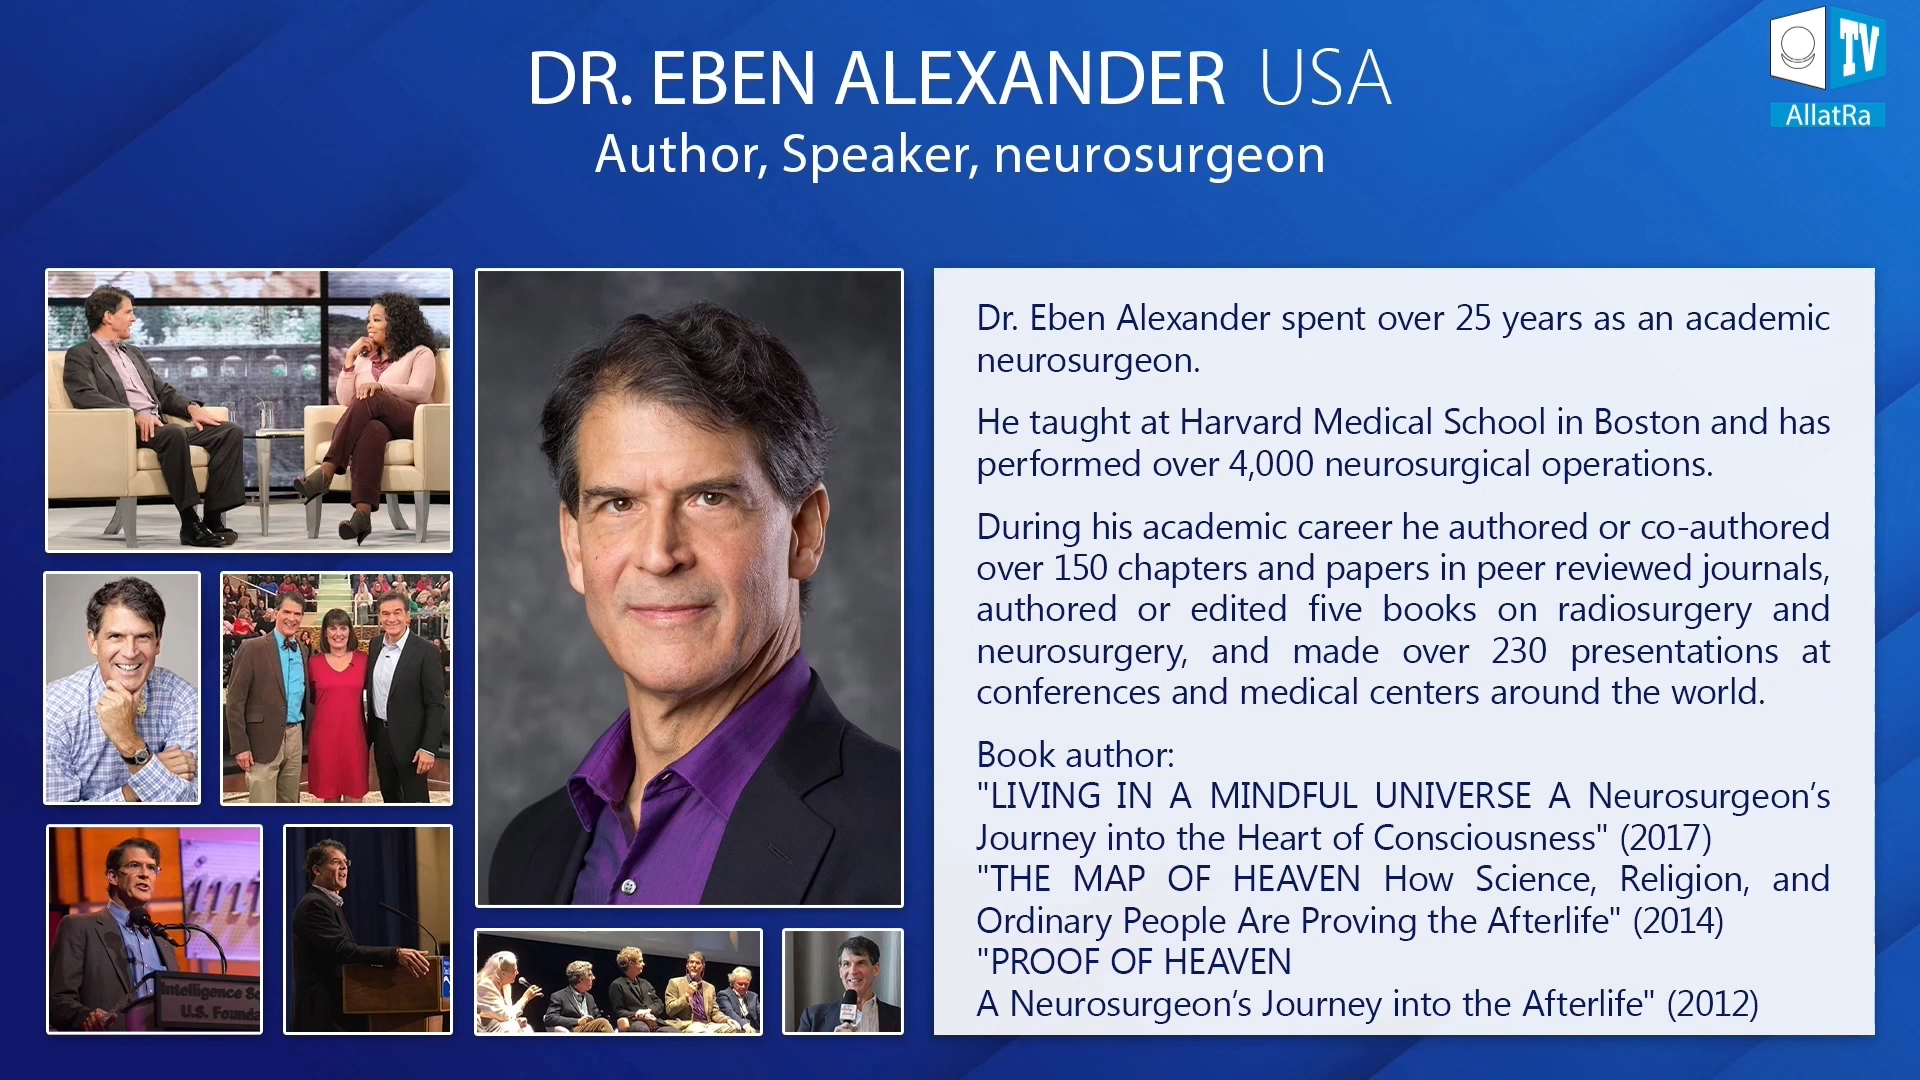 DR. EBEN ALEXANDER USA
Author, Speaker, neurosurgeon
TV
AllatRa
Dr. Eben Alexander spent over 25 years as an academic
neurosurgeon.
He taught at Harvard Medical School in Boston and has
performed over 4,000 neurosurgical operations.
During his academic career he authored or co-authored
over 150 chapters and papers in peer reviewed journals,
authored or edited five books on radiosurgery and
neurosurgery, and made over 230 presentations at
conferences and medical centers around the world.
Book author:
"LIVING IN A MINDFUL UNIVERSE A Neurosurgeon’s
Journey into the Heart of Consciousness" (2017)
"THE MAP OF HEAVEN How Science, Religion, and
Ordinary People Are Proving the Afterlife" (2014)
"PROOF OF HEAVEN
A Neurosurgeon’s Journey into the Afterlife" (2012)
Intelligence Sc
U.S. Founda